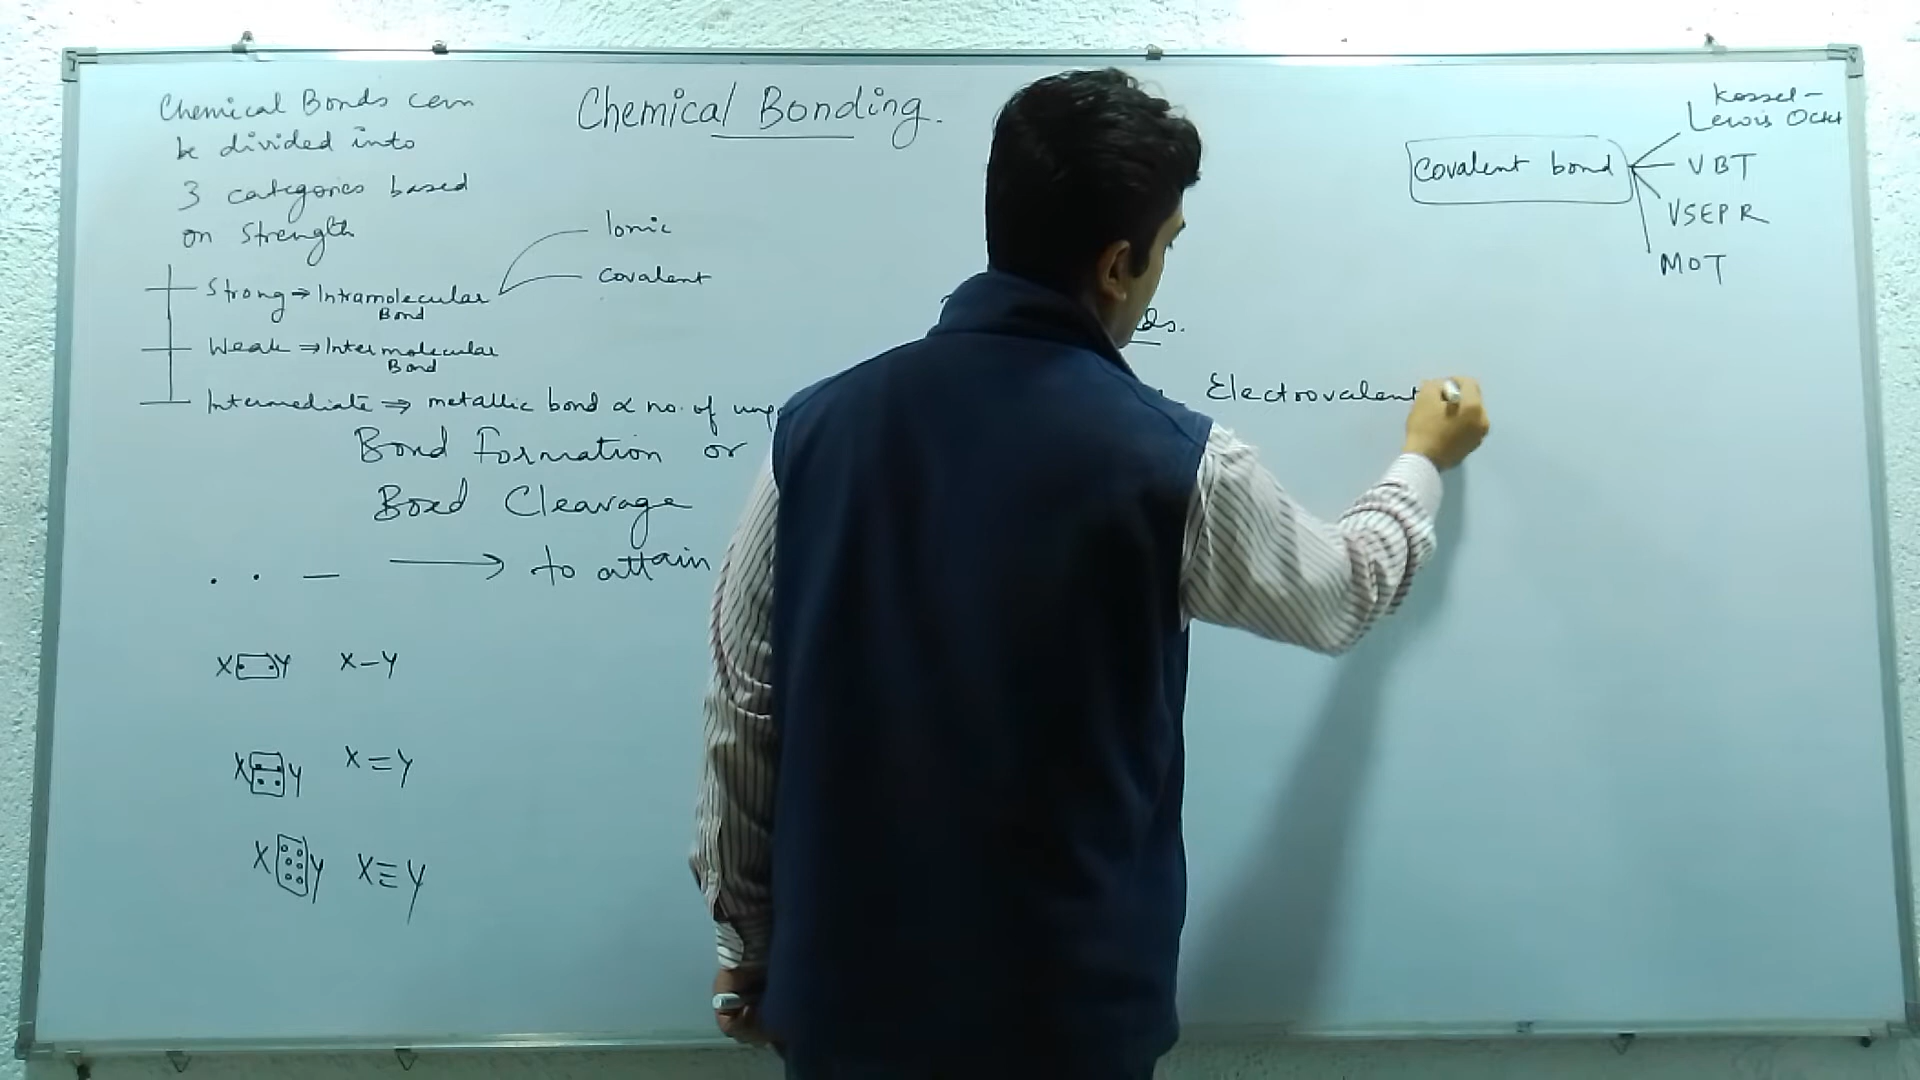 Chemical Bonding.
Chemical Bonds can
be divided into
3 categories based
on Strength
Strong ⇒ Intramolecular
Bond
Ionic
Covalent
Weak ⇒ Intermolecular
Bond
Intermediate ⇒ metallic bond ∝ no. of unp
Bond Formation or
Bond Cleavage
. . — ⟶ to attain
X Y X–Y
X Y X=Y
X Y X≡Y
Covalent bond
Kossel-
Lewis Octet
VBT
VSEPR
MOT
ds.
Electrovalent